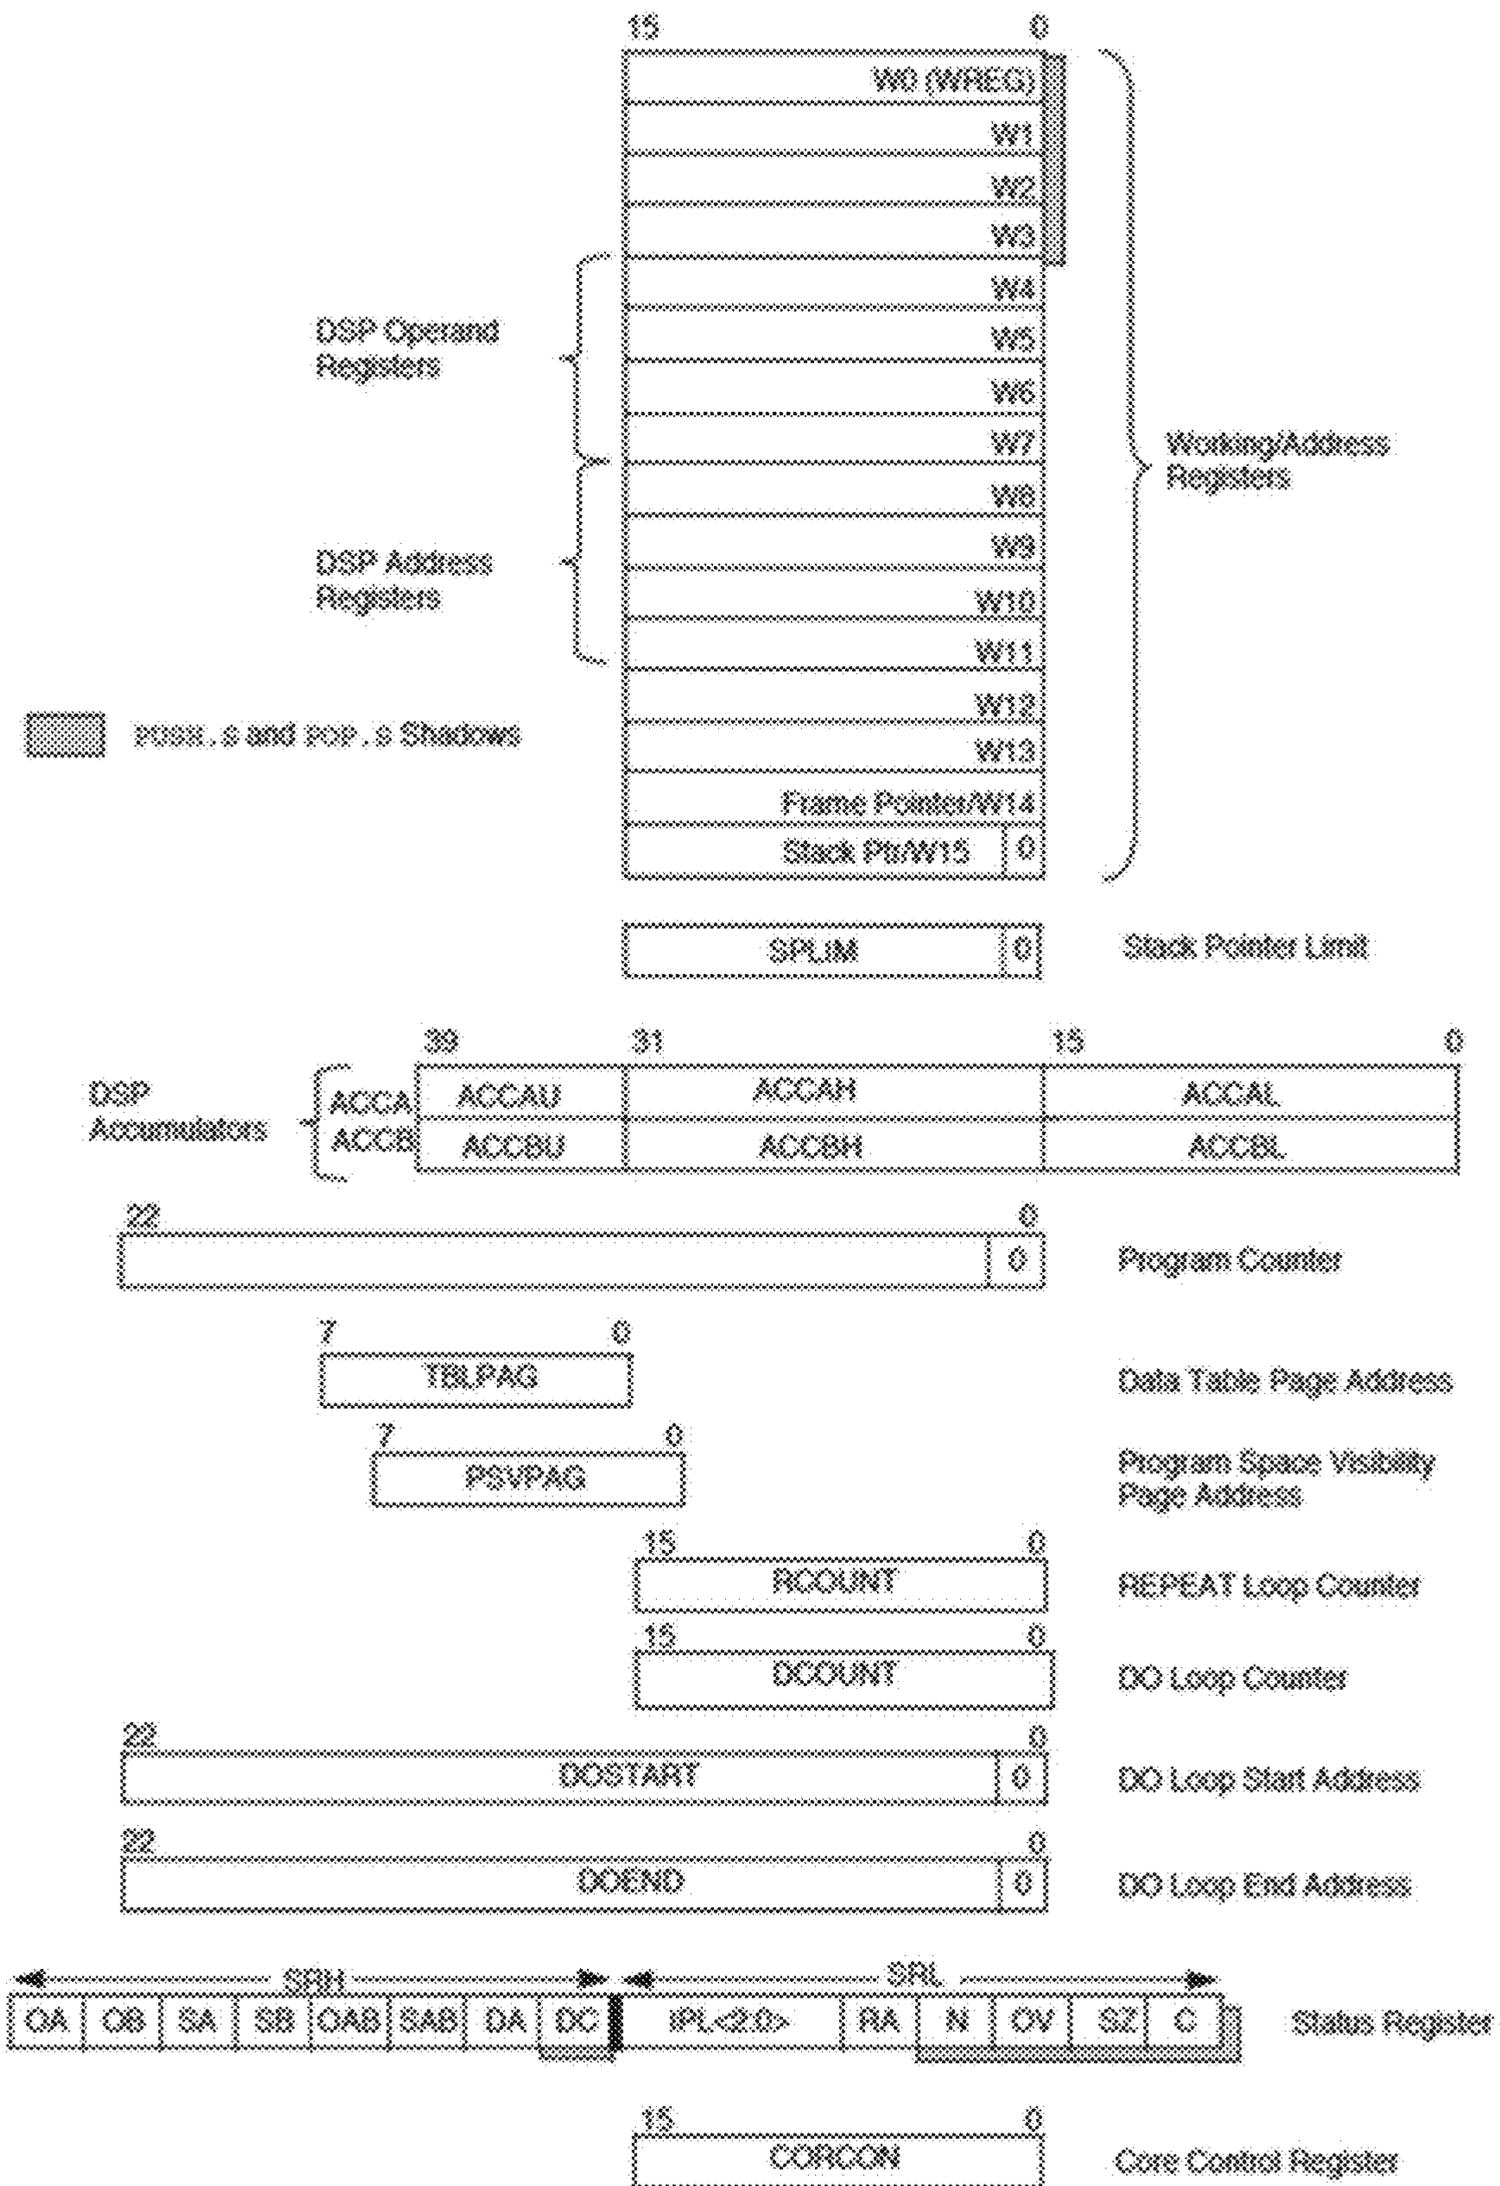 15 0
W0 (WREG)
W1
W2
W3
W4
DSP Operand
Registers
W5
W6
W7
Working/Address
Registers
W8
W9
DSP Address
Registers
W10
W11
W12
PUSH.S and POP.S Shadows
W13
Frame Pointer/W14
Stack Ptr/W15 0
SPLIM 0 Stack Pointer Limit
39 31 15 0
DSP
Accumulators
ACCA ACCAU ACCAH ACCAL
ACCB ACCBU ACCBH ACCBL
22 0
0 Program Counter
7 0
TBLPAG Data Table Page Address
7 0
PSVPAG Program Space Visibility
Page Address
15 0
RCOUNT REPEAT Loop Counter
15 0
DCOUNT DO Loop Counter
22 0
DOSTART 0 DO Loop Start Address
22 0
DOEND 0 DO Loop End Address
SRH SRL
OA OB SA SB OAB SAB DA DC IPL<2:0> RA N OV SZ C Status Register
15 0
CORCON Core Control Register